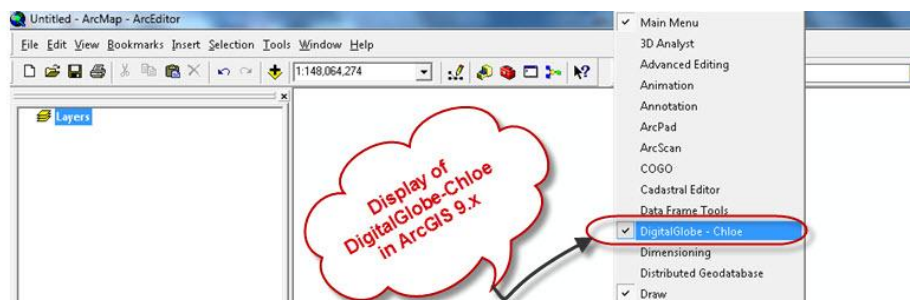 Untitled - ArcMap - ArcEditor
File Edit View Bookmarks Insert Selection Tools Window Help
1:148,064,274
Layers
Display of
DigitalGlobe-Chloe
in ArcGIS 9.x
Main Menu
3D Analyst
Advanced Editing
Animation
Annotation
ArcPad
ArcScan
COGO
Cadastral Editor
Data Frame Tools
DigitalGlobe - Chloe
Dimensioning
Distributed Geodatabase
Draw